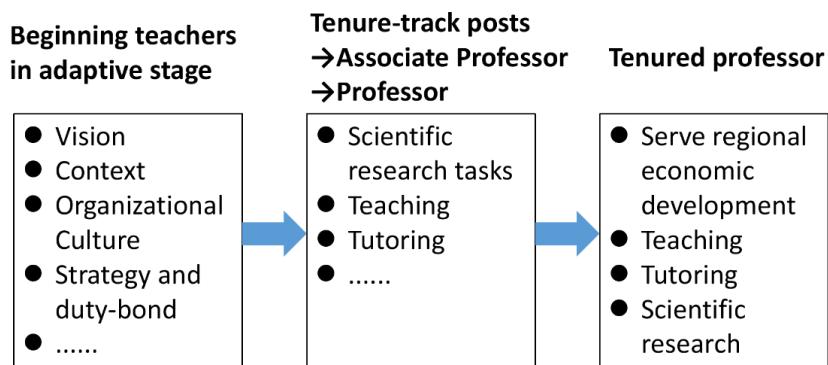 Beginning teachers
in adaptive stage
● Vision
● Context
● Organizational
Culture
● Strategy and
duty-bond
● ......
Tenure-track posts
→Associate Professor
→Professor
● Scientific
research tasks
● Teaching
● Tutoring
● ......
Tenured professor
● Serve regional
economic
development
● Teaching
● Tutoring
● Scientific
research